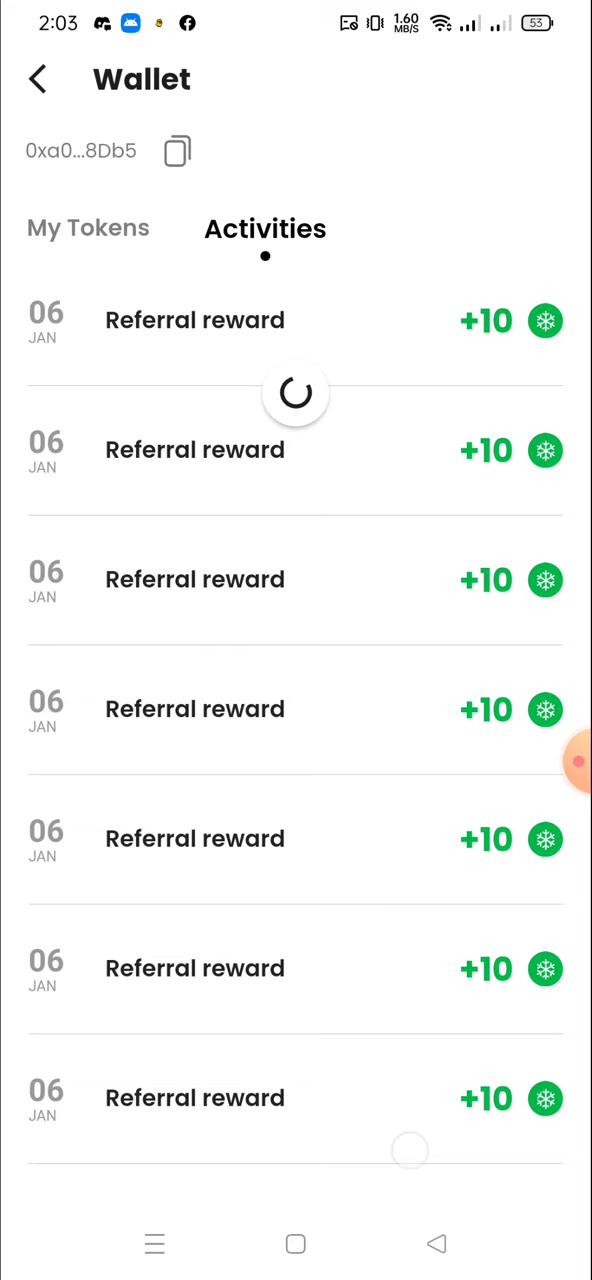 2:03 1.60 MB/S 53
Wallet
0xa0...8Db5
My Tokens Activities
06 JAN Referral reward +10
06 JAN Referral reward +10
06 JAN Referral reward +10
06 JAN Referral reward +10
06 JAN Referral reward +10
06 JAN Referral reward +10
06 JAN Referral reward +10